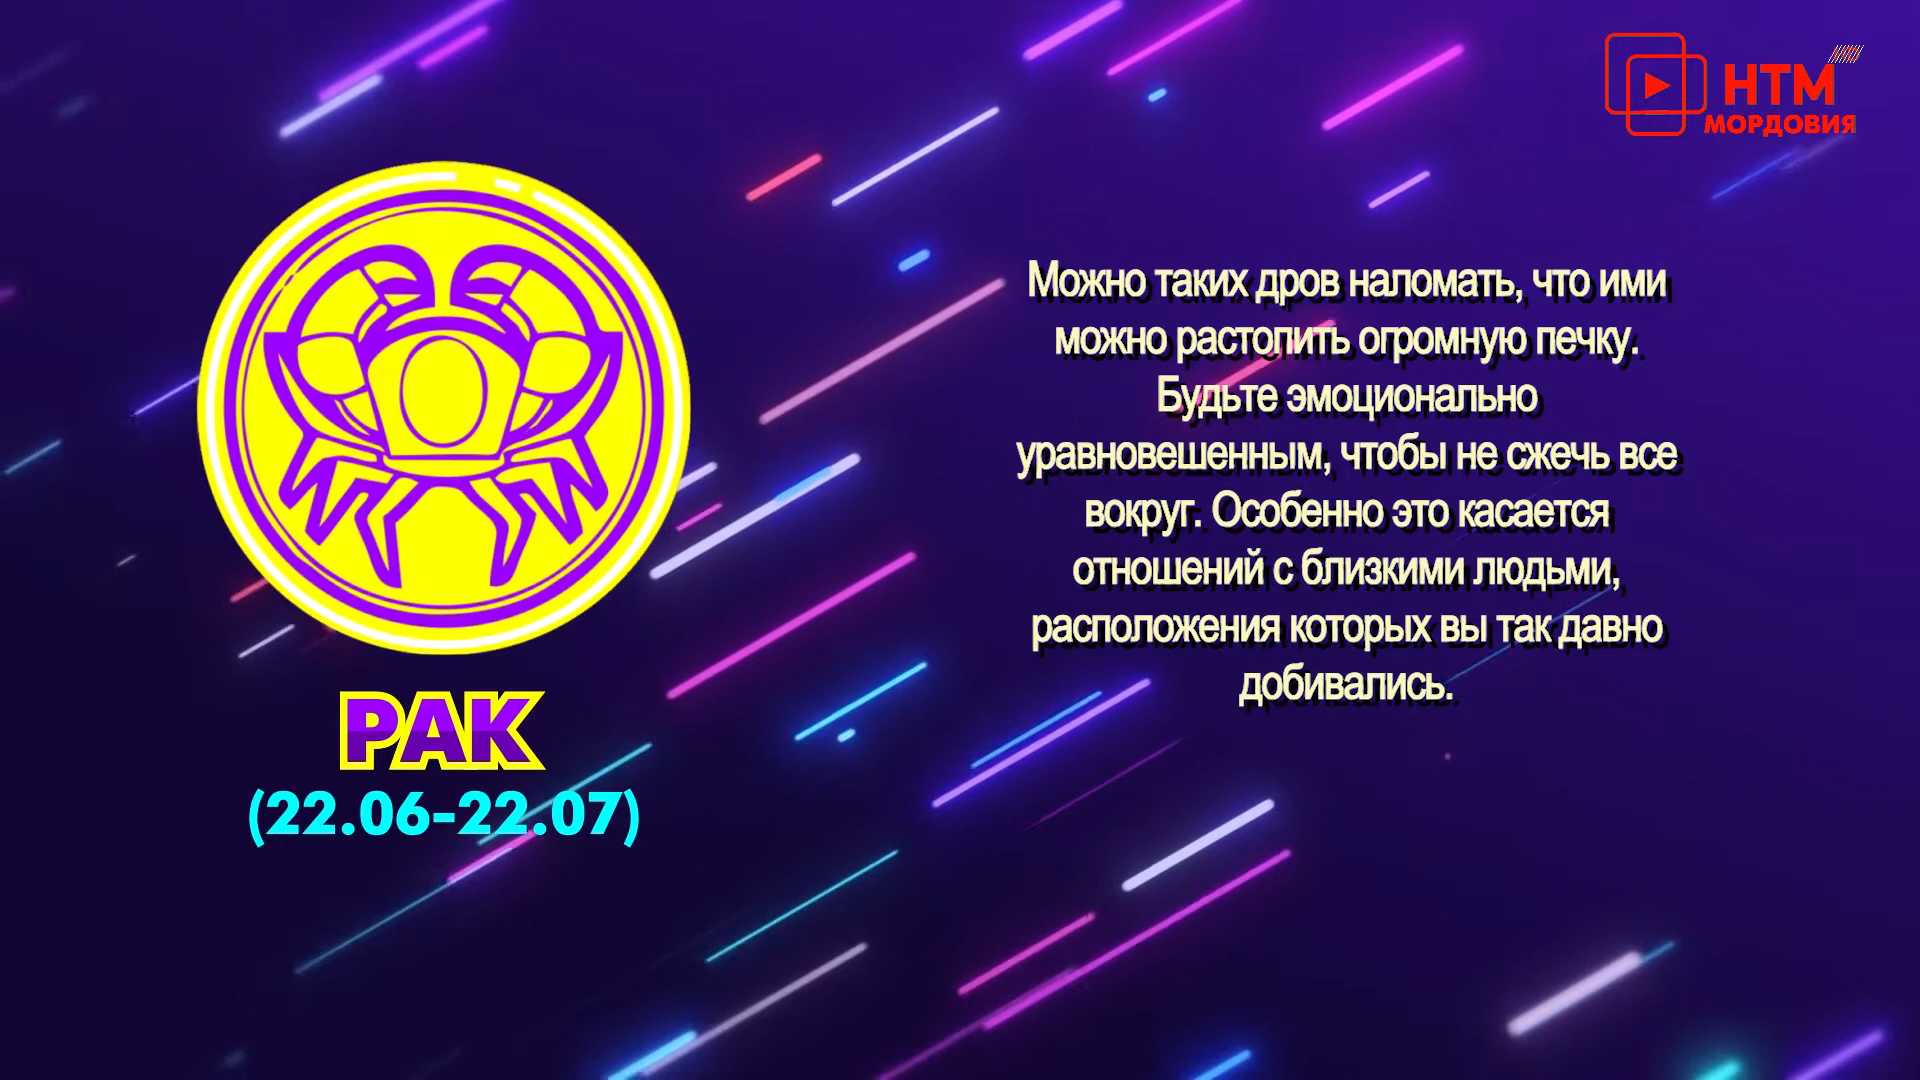 НТМ
МОРДОВИЯ
Можно таких дров наломать, что ими
можно растопить огромную печку.
Будьте эмоционально
уравновешенным, чтобы не сжечь все
вокруг. Особенно это касается
отношений с близкими людьми,
расположения которых вы так давно
добивались.
РАК
(22.06-22.07)